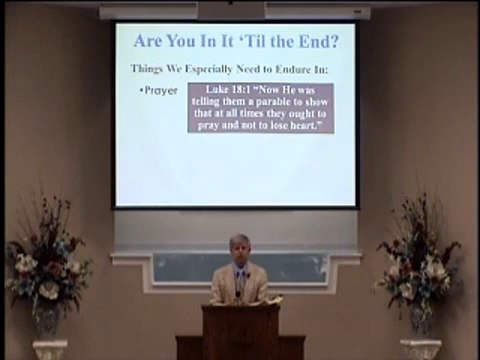 Are You In It ‘Til the End?
Things We Especially Need to Endure In:
•Prayer
Luke 18:1 “Now He was
telling them a parable to show
that at all times they ought to
pray and not to lose heart.”